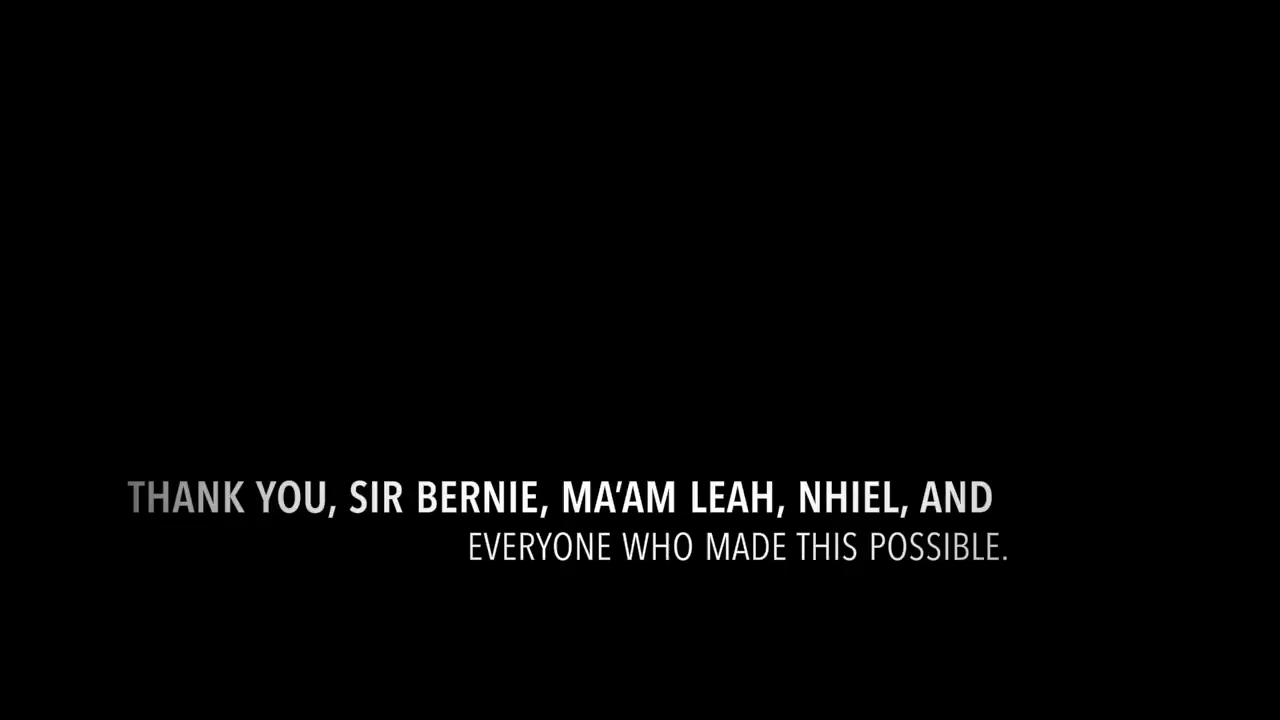 THANK YOU, SIR BERNIE, MA'AM LEAH, NHIEL, AND
EVERYONE WHO MADE THIS POSSIBLE.